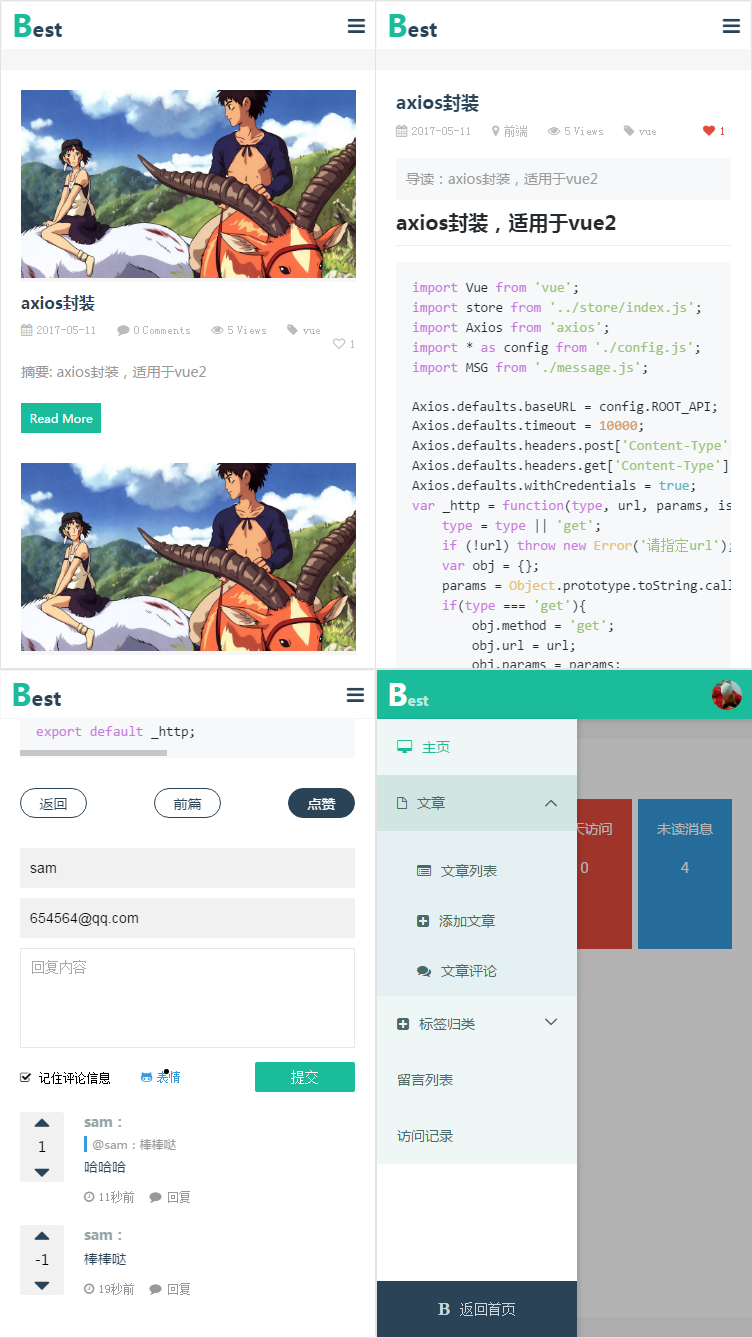 Best
axios封装
2017-05-11 0 Comments 5 Views vue
1
摘要: axios封装，适用于vue2
Read More
Best
axios封装
2017-05-11 前端 5 Views vue 1
导读：axios封装，适用于vue2
axios封装，适用于vue2
import Vue from 'vue';
import store from '../store/index.js';
import Axios from 'axios';
import * as config from './config.js';
import MSG from './message.js';
Axios.defaults.baseURL = config.ROOT_API;
Axios.defaults.timeout = 10000;
Axios.defaults.headers.post['Content-Type'
Axios.defaults.headers.get['Content-Type']
Axios.defaults.withCredentials = true;
var _http = function(type, url, params, is
type = type || 'get';
if (!url) throw new Error('请指定url');
var obj = {};
params = Object.prototype.toString.call
if(type === 'get'){
obj.method = 'get';
obj.url = url;
obj.params = params;
Best
export default _http;
返回 前篇 点赞
sam
654564@qq.com
回复内容
记住评论信息 表情 提交
1
sam：
@sam：棒棒哒
哈哈哈
11秒前 回复
-1
sam：
棒棒哒
19秒前 回复
Best
主页
文章
文章列表
添加文章
文章评论
标签归类
留言列表
访问记录
B 返回首页
天访问
0
未读消息
4